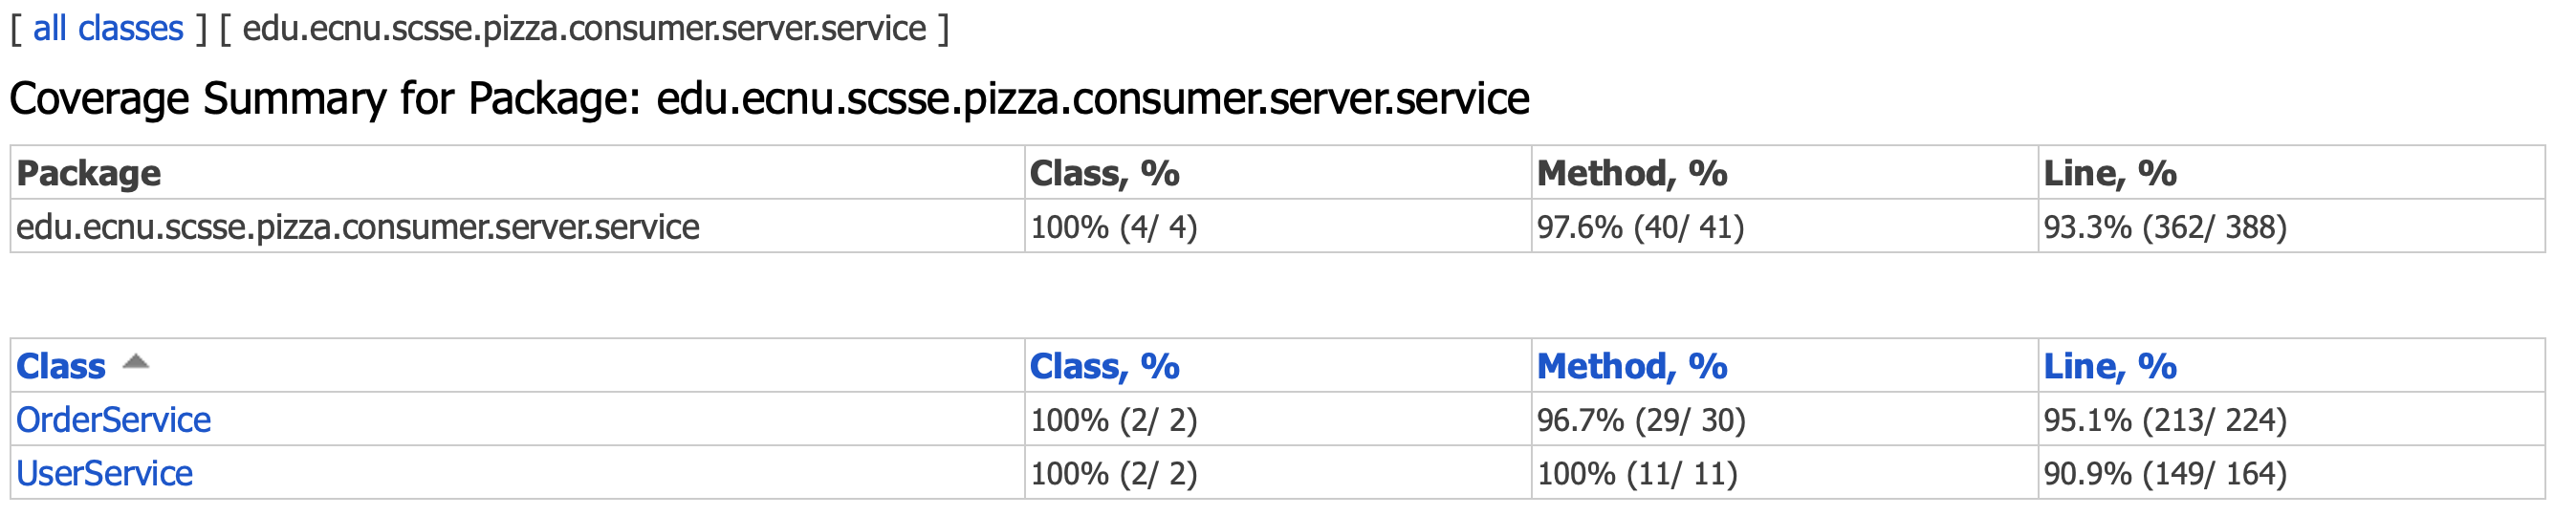 [ all classes ] [ edu.ecnu.scsse.pizza.consumer.server.service ]
Coverage Summary for Package: edu.ecnu.scsse.pizza.consumer.server.service
Package Class, % Method, % Line, %
edu.ecnu.scsse.pizza.consumer.server.service 100% (4/ 4) 97.6% (40/ 41) 93.3% (362/ 388)
Class Class, % Method, % Line, %
OrderService 100% (2/ 2) 96.7% (29/ 30) 95.1% (213/ 224)
UserService 100% (2/ 2) 100% (11/ 11) 90.9% (149/ 164)